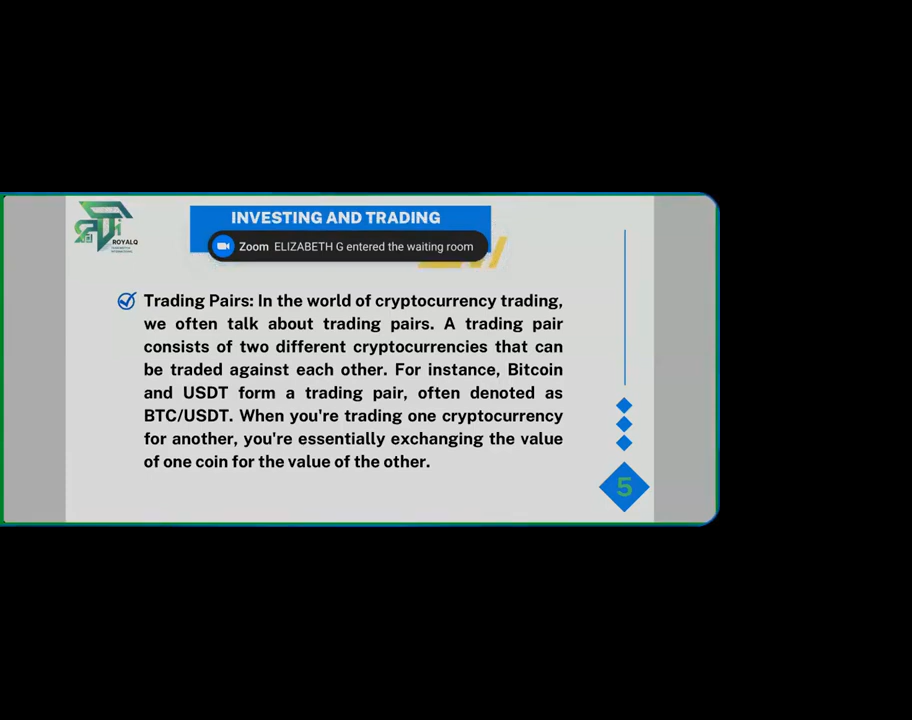 INVESTING AND TRADING
Zoom ELIZABETH G entered the waiting room
ROYALQ
Trading Pairs: In the world of cryptocurrency trading,
we often talk about trading pairs. A trading pair
consists of two different cryptocurrencies that can
be traded against each other. For instance, Bitcoin
and USDT form a trading pair, often denoted as
BTC/USDT. When you're trading one cryptocurrency
for another, you're essentially exchanging the value
of one coin for the value of the other.
5